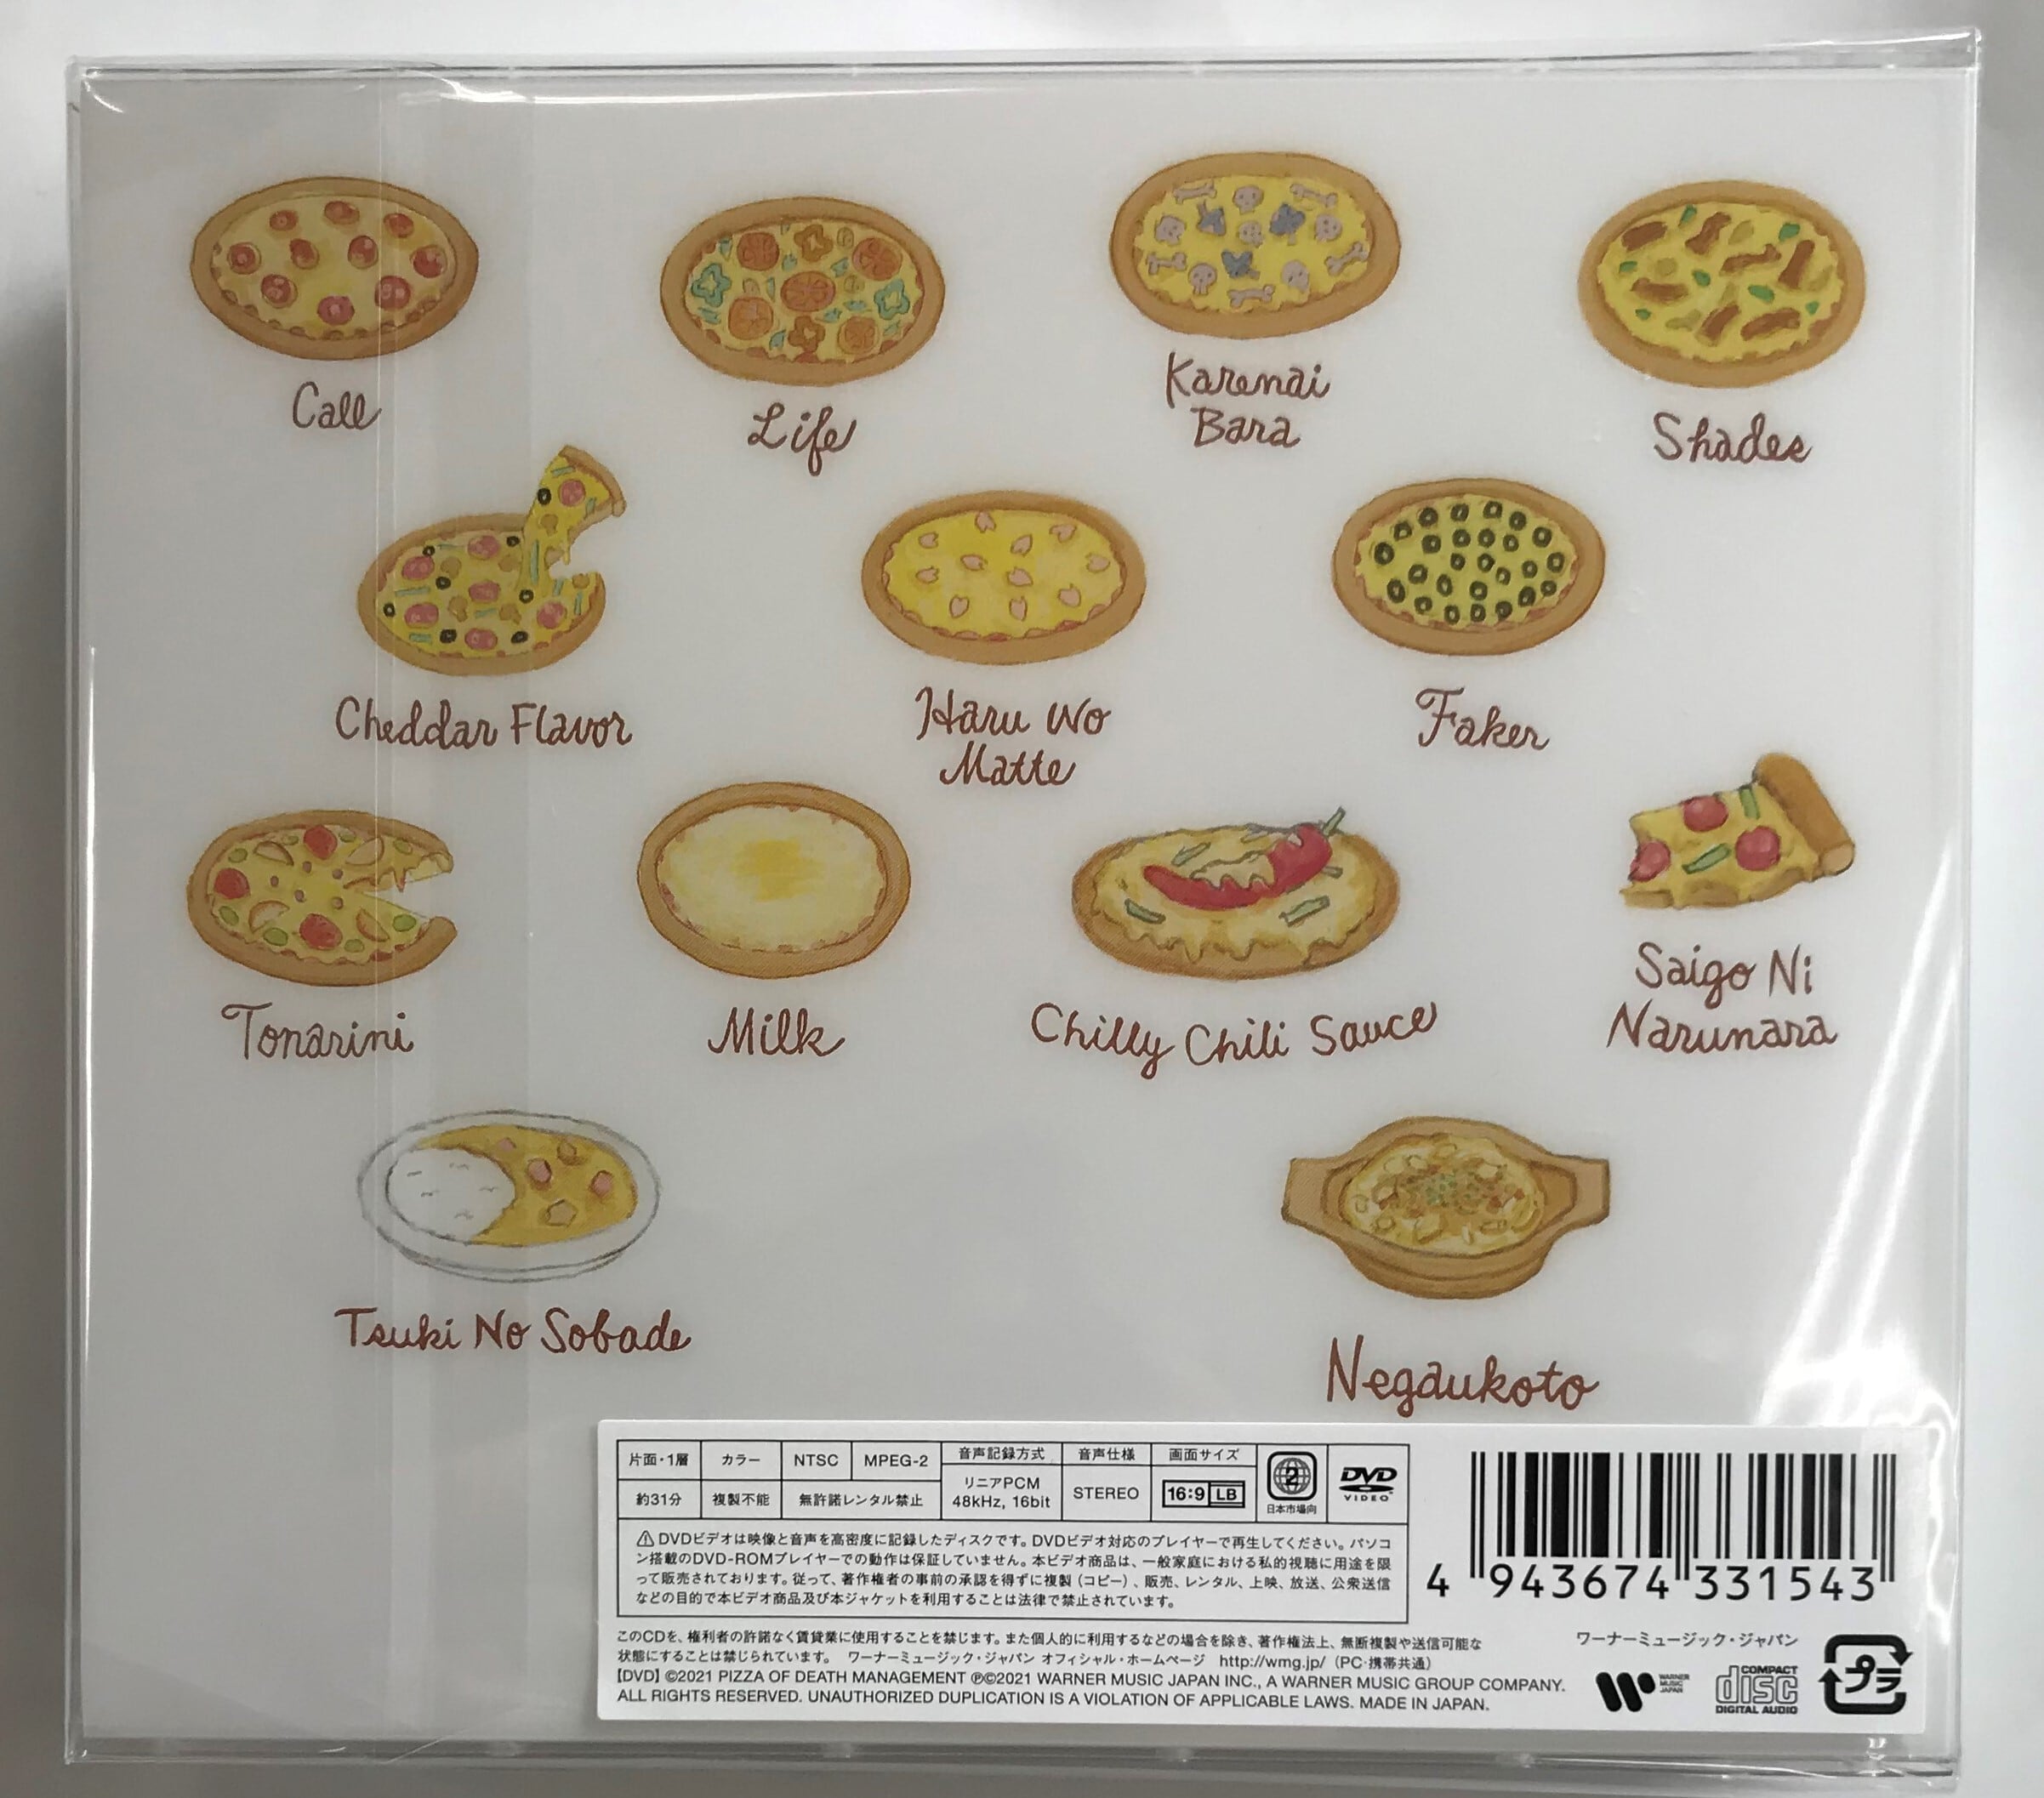 Call
Life
Karenai
Bara
Shades
Cheddar Flavor
Haru Wo
Matte
Faker
Tonarini
Milk
Chilly Chili Sauce
Saigo Ni
Narunara
Tsuki No Sobade
Negaukoto
片面・1層 カラー NTSC MPEG-2 音声記録方式 音声仕様 画面サイズ
約31分 複製不能 無許諾レンタル禁止 リニアPCM
48kHz, 16bit STEREO 16:9 LB 2 日本市場向 DVD VIDEO
⚠DVDビデオは映像と音声を高密度に記録したディスクです。DVDビデオ対応のプレイヤーで再生してください。パソコ
ン搭載のDVD-ROMプレイヤーでの動作は保証していません。本ビデオ商品は、一般家庭における私的視聴に用途を限
って販売されております。従って、著作権者の事前の承認を得ずに複製（コピー）、販売、レンタル、上映、放送、公衆送信
などの目的で本ビデオ商品及び本ジャケットを利用することは法律で禁止されています。
4 943674 331543
このCDを、権利者の許諾なく賃貸業に使用することを禁じます。また個人的に利用するなどの場合を除き、著作権法上、無断複製や送信可能な
状態にすることは禁じられています。 ワーナーミュージック・ジャパン オフィシャル・ホームページ http://wmg.jp/（PC・携帯共通）
【DVD】©2021 PIZZA OF DEATH MANAGEMENT ℗©2021 WARNER MUSIC JAPAN INC., A WARNER MUSIC GROUP COMPANY.
ALL RIGHTS RESERVED. UNAUTHORIZED DUPLICATION IS A VIOLATION OF APPLICABLE LAWS. MADE IN JAPAN.
ワーナーミュージック・ジャパン
WARNER
MUSIC
JAPAN
COMPACT
disc
DIGITAL AUDIO
プラ